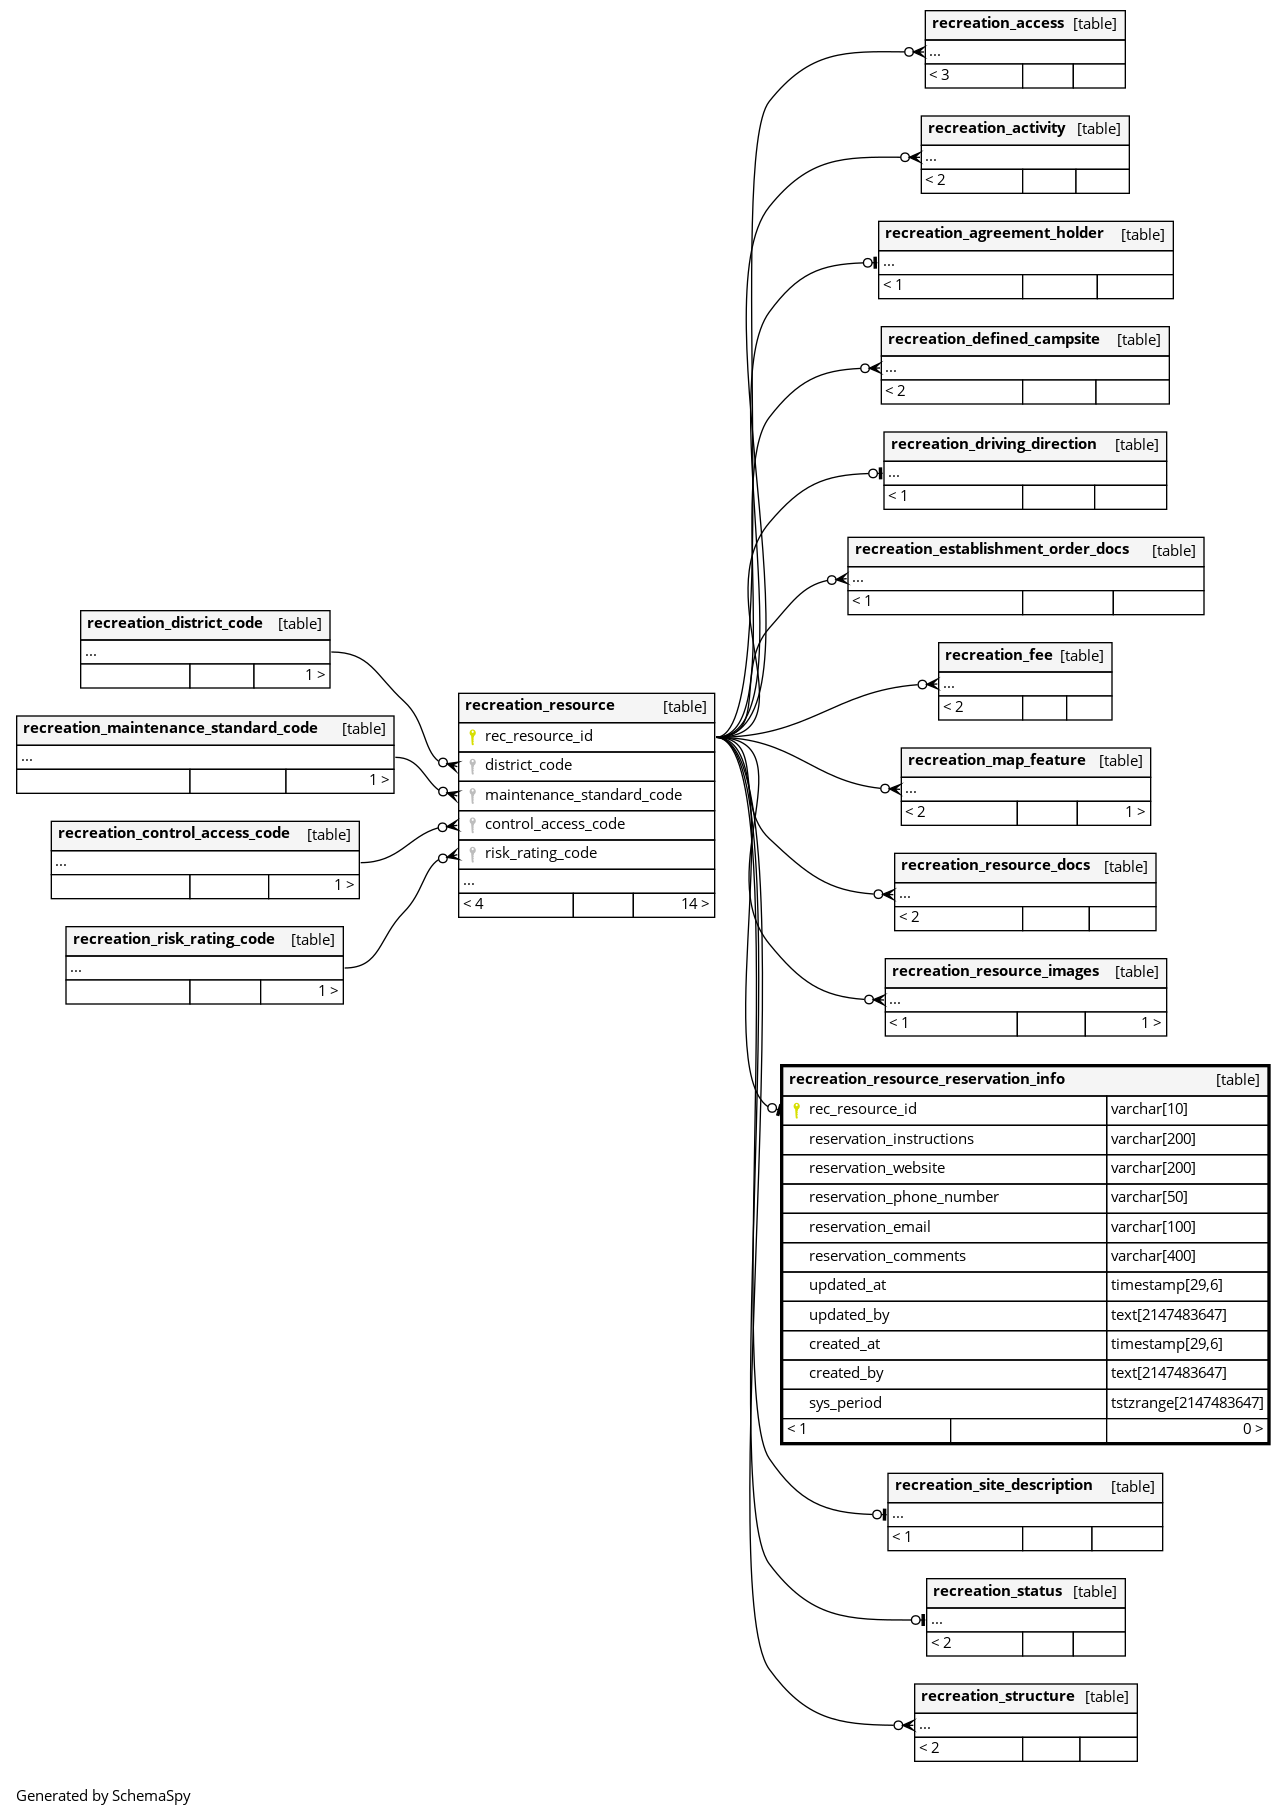 recreation_access [table]
...
< 3
recreation_activity [table]
...
< 2
recreation_agreement_holder [table]
...
< 1
recreation_defined_campsite [table]
...
< 2
recreation_driving_direction [table]
...
< 1
recreation_establishment_order_docs [table]
...
< 1
recreation_district_code [table]
...
1 >
recreation_maintenance_standard_code [table]
...
1 >
recreation_control_access_code [table]
...
1 >
recreation_risk_rating_code [table]
...
1 >
recreation_resource [table]
rec_resource_id
district_code
maintenance_standard_code
control_access_code
risk_rating_code
...
< 4 14 >
recreation_fee [table]
...
< 2
recreation_map_feature [table]
...
< 2 1 >
recreation_resource_docs [table]
...
< 2
recreation_resource_images [table]
...
< 1 1 >
recreation_resource_reservation_info [table]
rec_resource_id varchar[10]
reservation_instructions varchar[200]
reservation_website varchar[200]
reservation_phone_number varchar[50]
reservation_email varchar[100]
reservation_comments varchar[400]
updated_at timestamp[29,6]
updated_by text[2147483647]
created_at timestamp[29,6]
created_by text[2147483647]
sys_period tstzrange[2147483647]
< 1 0 >
recreation_site_description [table]
...
< 1
recreation_status [table]
...
< 2
recreation_structure [table]
...
< 2
Generated by SchemaSpy